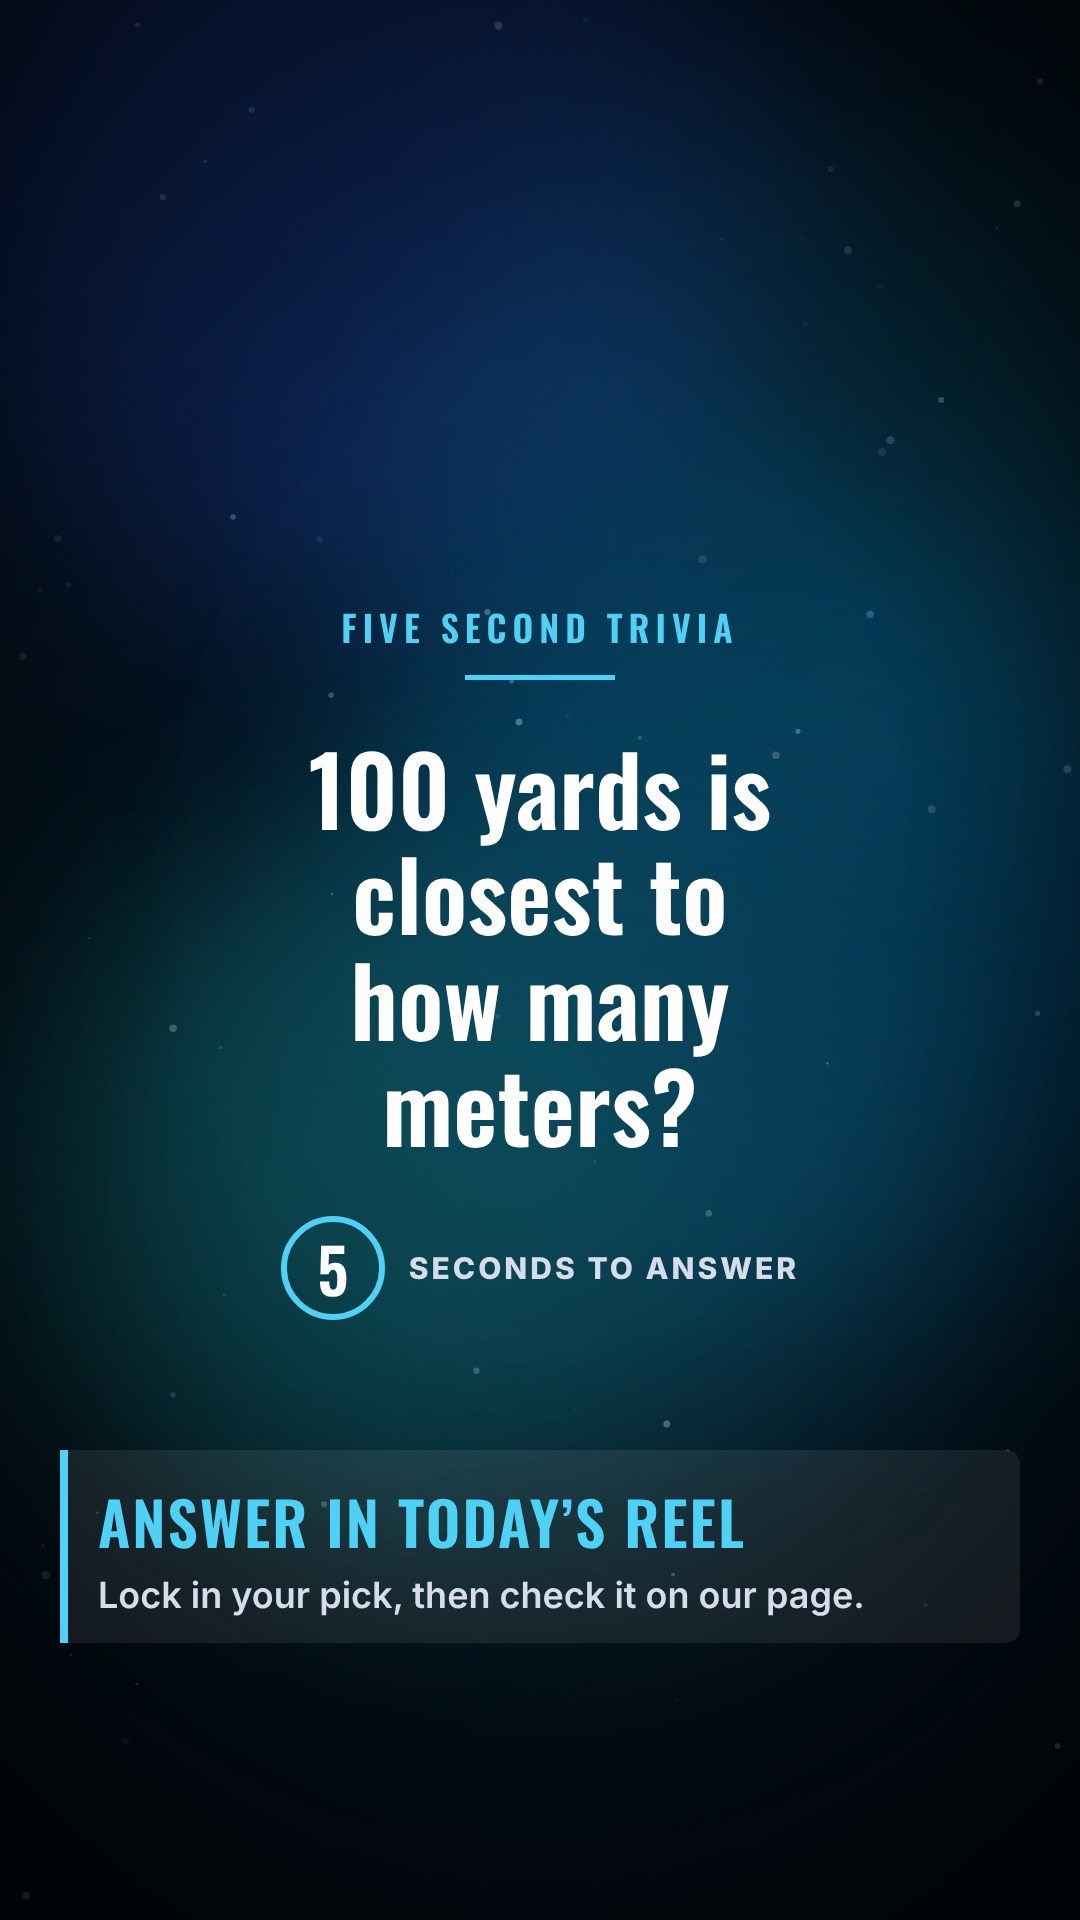 FIVE SECOND TRIVIA
100 yards is
closest to
how many
meters?
5 SECONDS TO ANSWER
ANSWER IN TODAY’S REEL
Lock in your pick, then check it on our page.